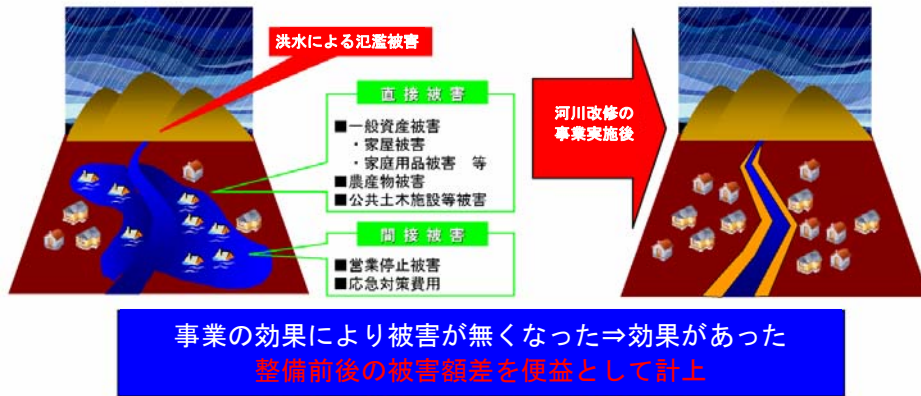 洪水による氾濫被害
直接被害
■一般資産被害
・家屋被害
・家庭用品被害　等
■農産物被害
■公共土木施設等被害
間接被害
■営業停止被害
■応急対策費用
河川改修の
事業実施後
事業の効果により被害が無くなった⇒効果があった
整備前後の被害額差を便益として計上